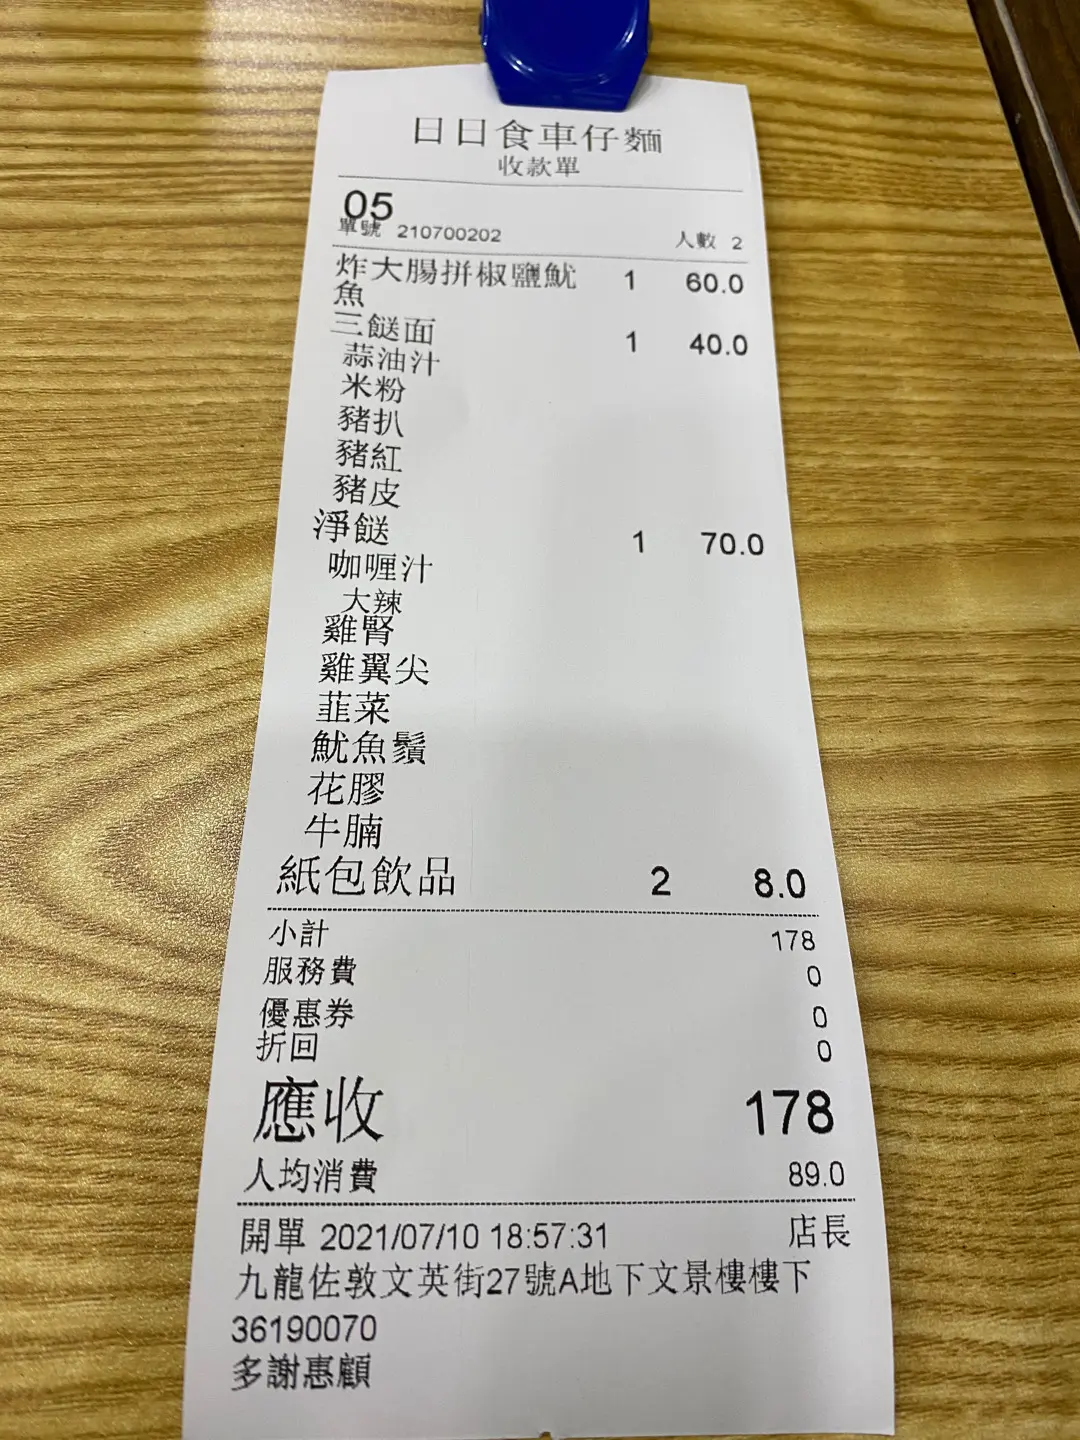 日日食車仔麵
收款單
05
單號 210700202 人數 2
炸大腸拼椒鹽魷 1 60.0
魚
三餸面 1 40.0
蒜油汁
米粉
豬扒
豬紅
豬皮
淨餸 1 70.0
咖喱汁
大辣
雞腎
雞翼尖
韮菜
魷魚鬚
花膠
牛腩
紙包飲品 2 8.0
小計 178
服務費 0
優惠券 0
折回 0
應收 178
人均消費 89.0
開單 2021/07/10 18:57:31 店長
九龍佐敦文英街27號A地下文景樓樓下
36190070
多謝惠顧